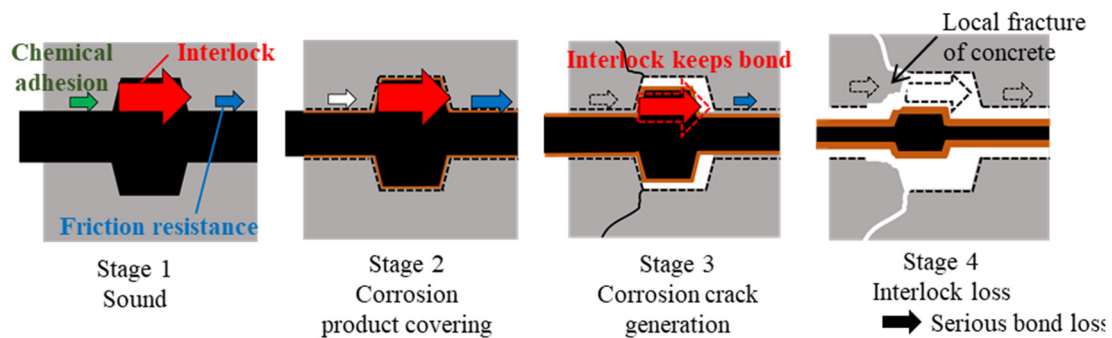 Chemical
adhesion
Interlock
Friction resistance
Stage 1
Sound
Stage 2
Corrosion
product covering
Interlock keeps bond
Stage 3
Corrosion crack
generation
Local fracture
of concrete
Stage 4
Interlock loss
Serious bond loss